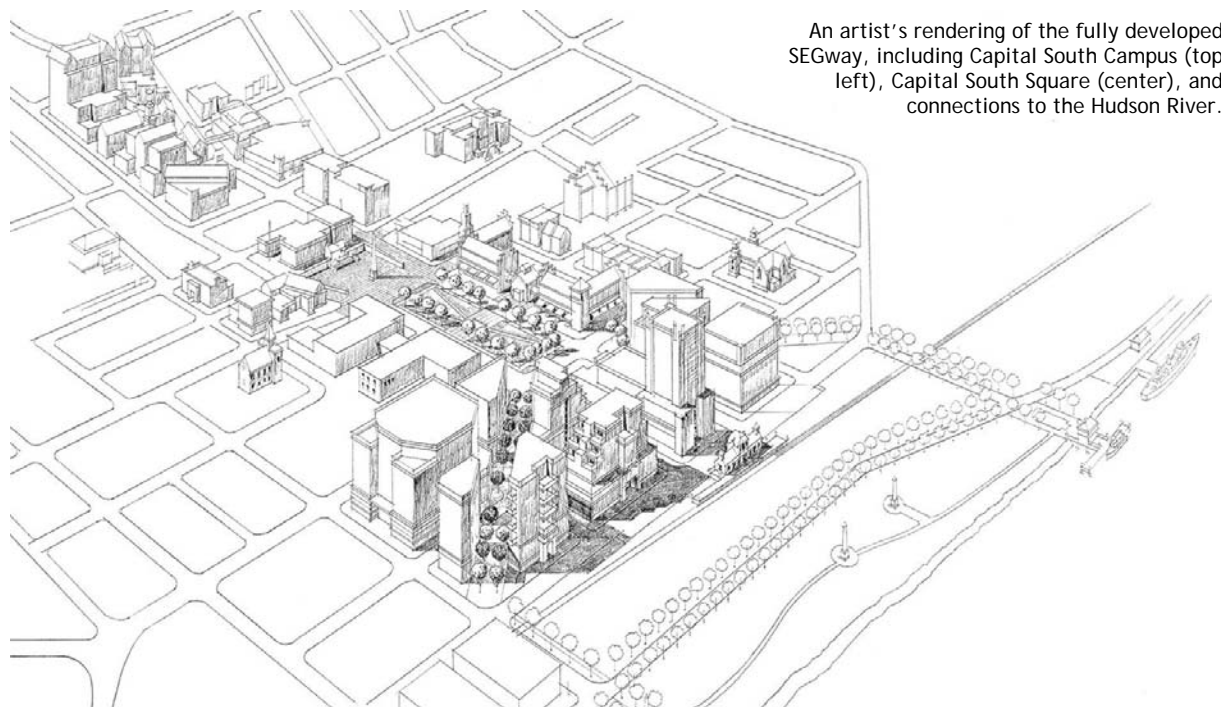 An artist's rendering of the fully developed
SEGway, including Capital South Campus (top
left), Capital South Square (center), and
connections to the Hudson River.